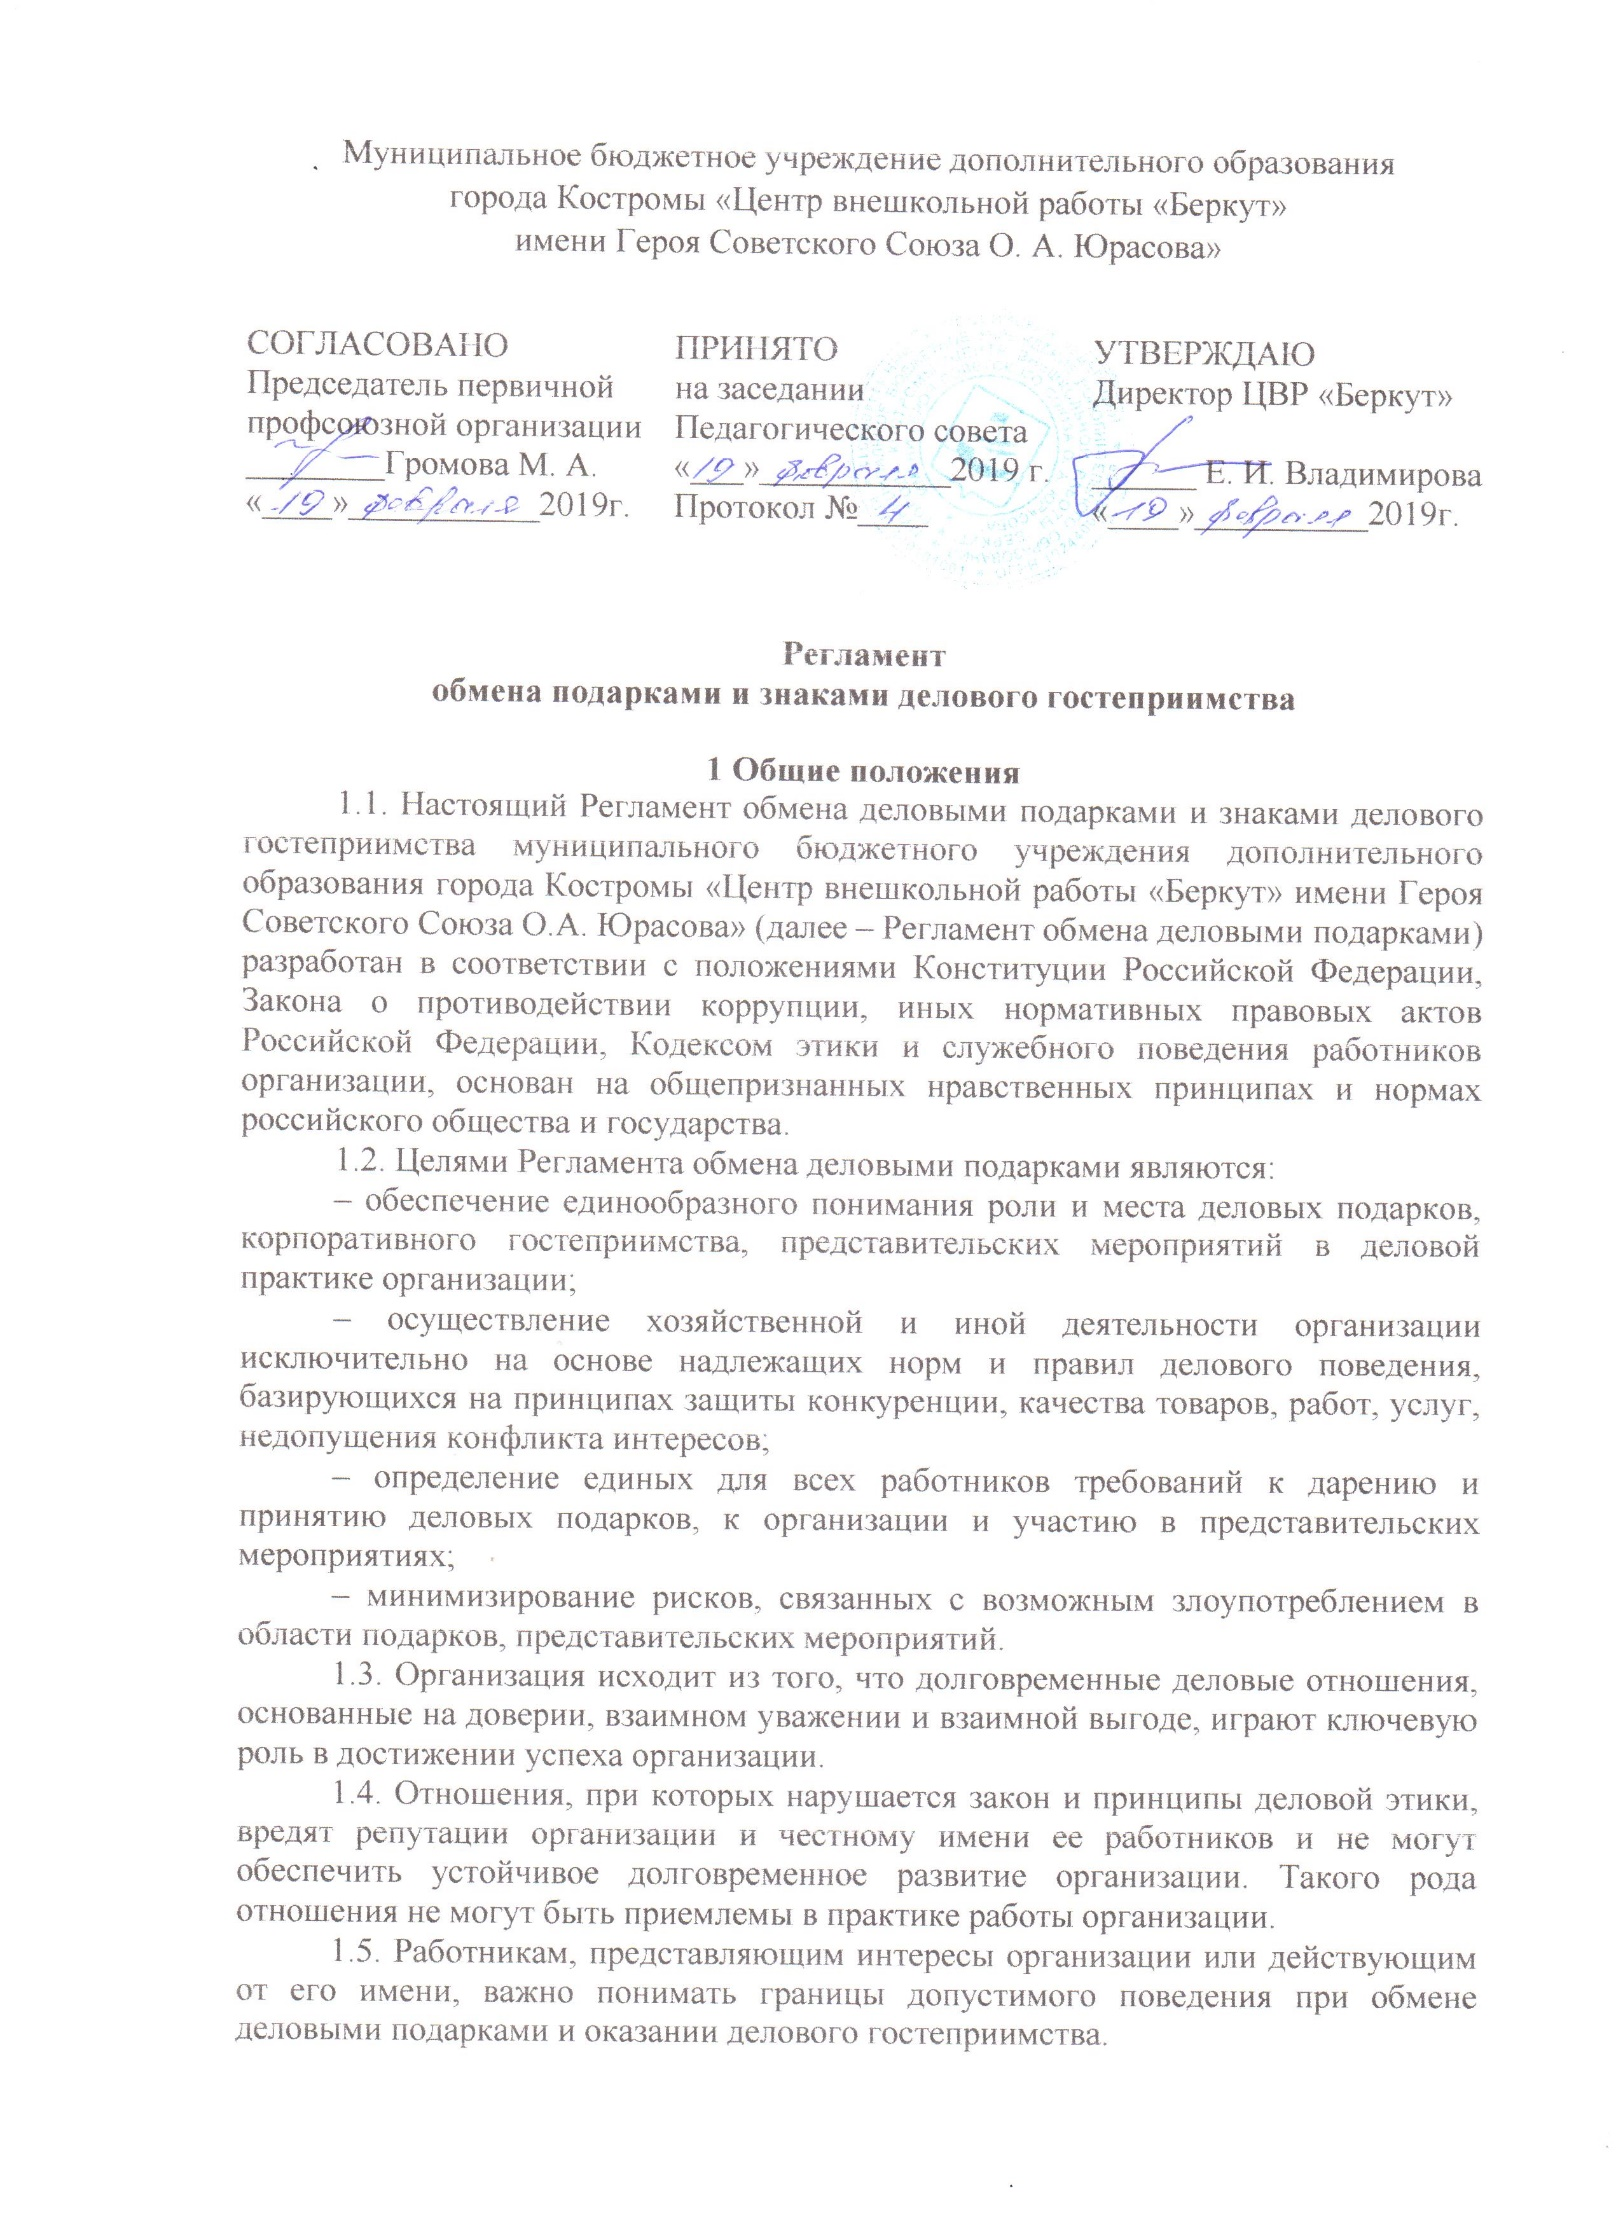 Муниципальное бюджетное учреждение дополнительного образования
города Костромы «Центр внешкольной работы «Беркут»
имени Героя Советского Союза О. А. Юрасова»
СОГЛАСОВАНО
Председатель первичной
профсоюзной организации
________Громова М. А.
«19» февраля 2019г.
ПРИНЯТО
на заседании
Педагогического совета
«19» февраля 2019 г.
Протокол № 4
УТВЕРЖДАЮ
Директор ЦВР «Беркут»
______ Е. И. Владимирова
«19» февраля 2019г.
Регламент
обмена подарками и знаками делового гостеприимства
1 Общие положения
1.1. Настоящий Регламент обмена деловыми подарками и знаками делового
гостеприимства муниципального бюджетного учреждения дополнительного
образования города Костромы «Центр внешкольной работы «Беркут» имени Героя
Советского Союза О.А. Юрасова» (далее – Регламент обмена деловыми подарками)
разработан в соответствии с положениями Конституции Российской Федерации,
Закона о противодействии коррупции, иных нормативных правовых актов
Российской Федерации, Кодексом этики и служебного поведения работников
организации, основан на общепризнанных нравственных принципах и нормах
российского общества и государства.
1.2. Целями Регламента обмена деловыми подарками являются:
– обеспечение единообразного понимания роли и места деловых подарков,
корпоративного гостеприимства, представительских мероприятий в деловой
практике организации;
– осуществление хозяйственной и иной деятельности организации
исключительно на основе надлежащих норм и правил делового поведения,
базирующихся на принципах защиты конкуренции, качества товаров, работ, услуг,
недопущения конфликта интересов;
– определение единых для всех работников требований к дарению и
принятию деловых подарков, к организации и участию в представительских
мероприятиях;
– минимизирование рисков, связанных с возможным злоупотреблением в
области подарков, представительских мероприятий.
1.3. Организация исходит из того, что долговременные деловые отношения,
основанные на доверии, взаимном уважении и взаимной выгоде, играют ключевую
роль в достижении успеха организации.
1.4. Отношения, при которых нарушается закон и принципы деловой этики,
вредят репутации организации и честному имени ее работников и не могут
обеспечить устойчивое долговременное развитие организации. Такого рода
отношения не могут быть приемлемы в практике работы организации.
1.5. Работникам, представляющим интересы организации или действующим
от его имени, важно понимать границы допустимого поведения при обмене
деловыми подарками и оказании делового гостеприимства.